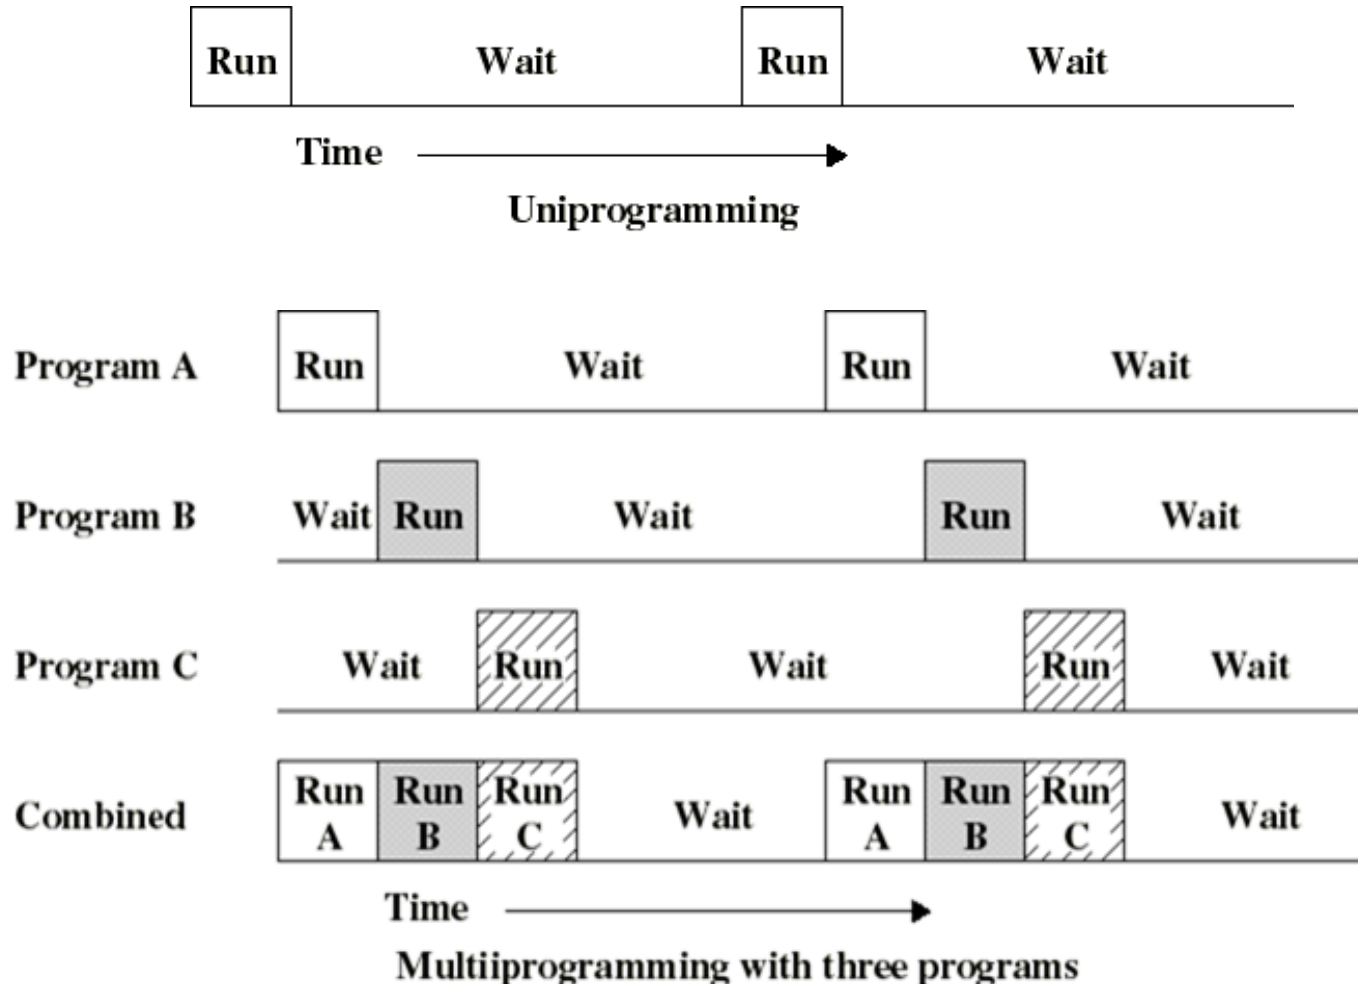 Run Wait Run Wait
Time
Uniprogramming
Program A Run Wait Run Wait
Program B Wait Run Wait Run Wait
Program C Wait Run Wait Run Wait
Run Run Run Run Run Run
Combined Wait Wait
A B C A B C
Time
Multiiprogramming with three programs